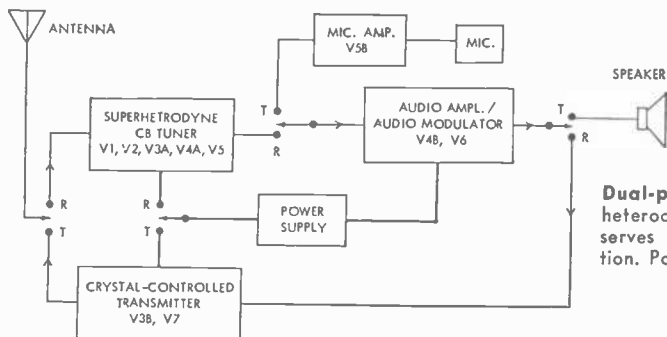 ANTENNA
MIC. AMP.
V5B
MIC.
SPEAKER
T
R
SUPERHETRODYNE
CB TUNER
V1, V2, V3A, V4A, V5
AUDIO AMPL./
AUDIO MODULATOR
V4B, V6
T
R
R
T
R
T
POWER
SUPPLY
CRYSTAL-CONTROLLED
TRANSMITTER
V3B, V7
Dual-p
heterod
serves
tion. Po